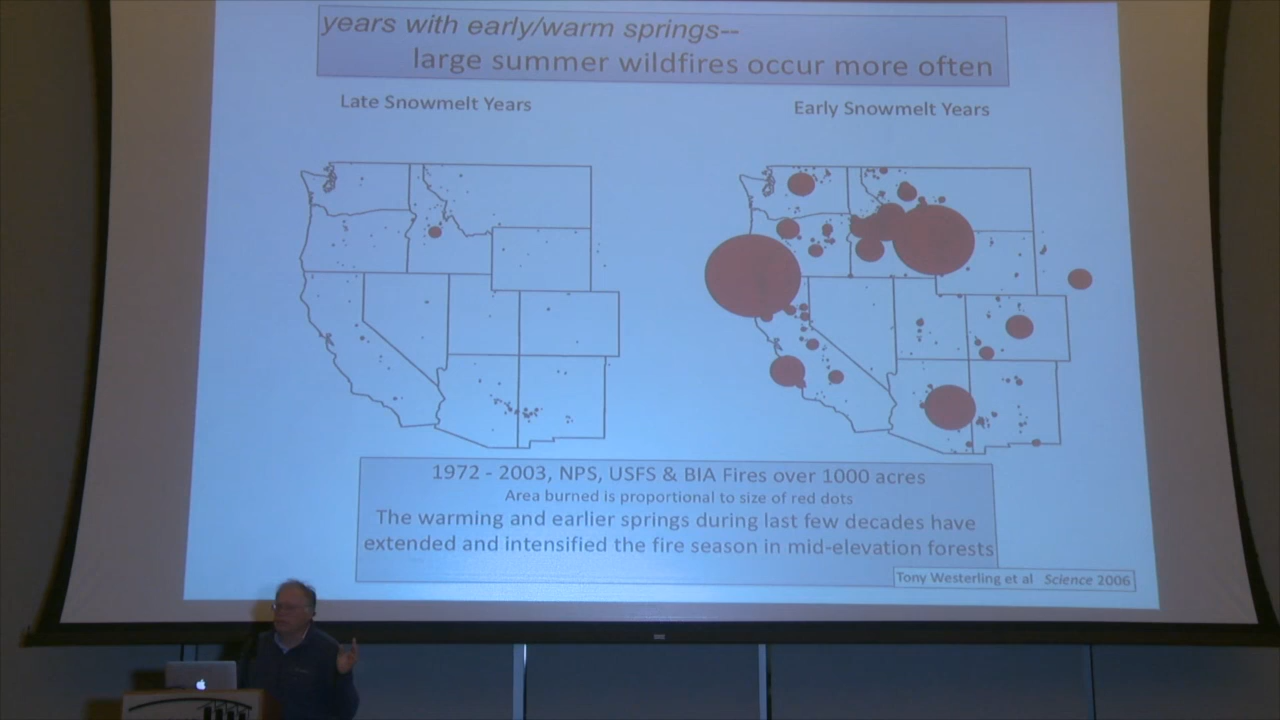 years with early/warm springs--
large summer wildfires occur more often
Late Snowmelt Years
Early Snowmelt Years
1972 - 2003, NPS, USFS & BIA Fires over 1000 acres
Area burned is proportional to size of red dots
The warming and earlier springs during last few decades have
extended and intensified the fire season in mid-elevation forests
Tony Westerling et al Science 2006